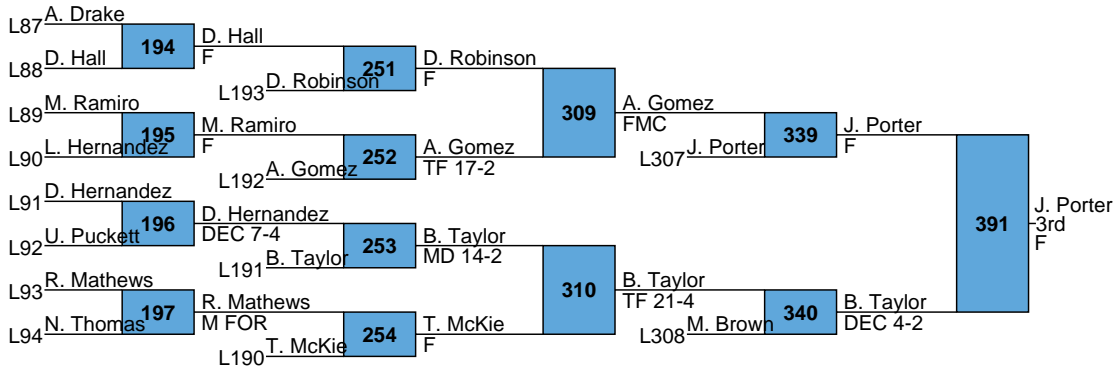 L87 A. Drake
194
L88 D. Hall
D. Hall
F
L193 D. Robinson
251
D. Robinson
F
L89 M. Ramiro
195
L90 L. Hernandez
M. Ramiro
F
L192 A. Gomez
252
A. Gomez
TF 17-2
309
A. Gomez
FMC
L307 J. Porter
339
J. Porter
F
L91 D. Hernandez
196
L92 U. Puckett
D. Hernandez
DEC 7-4
L191 B. Taylor
253
B. Taylor
MD 14-2
L93 R. Mathews
197
L94 N. Thomas
R. Mathews
M FOR
L190 T. McKie
254
T. McKie
F
310
B. Taylor
TF 21-4
L308 M. Brown
340
B. Taylor
DEC 4-2
391
J. Porter
3rd
F